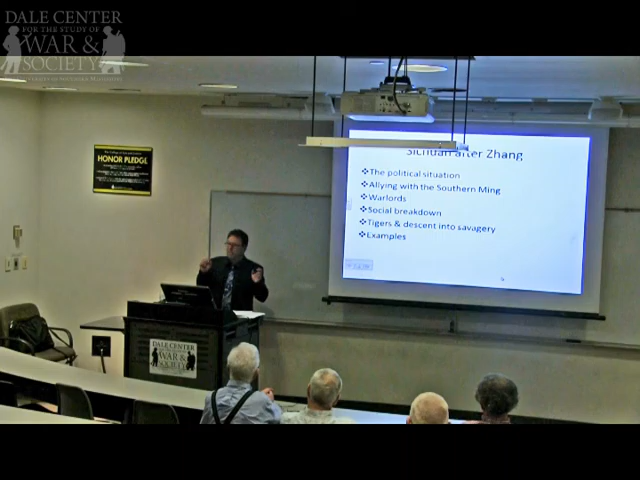 DALE CENTER
FOR THE STUDY OF
WAR &
SOCIETY
HONOR PLEDGE
Sichuan after Zhang
❖The political situation
❖Allying with the Southern Ming
❖Warlords
❖Social breakdown
❖Tigers & descent into savagery
❖Examples
DALE CENTER
WAR &
SOCIETY